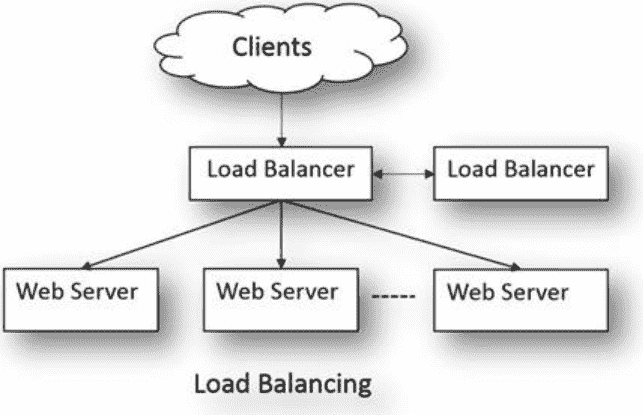 Clients
Load Balancer
Load Balancer
Web Server
Web Server
Web Server
Load Balancing